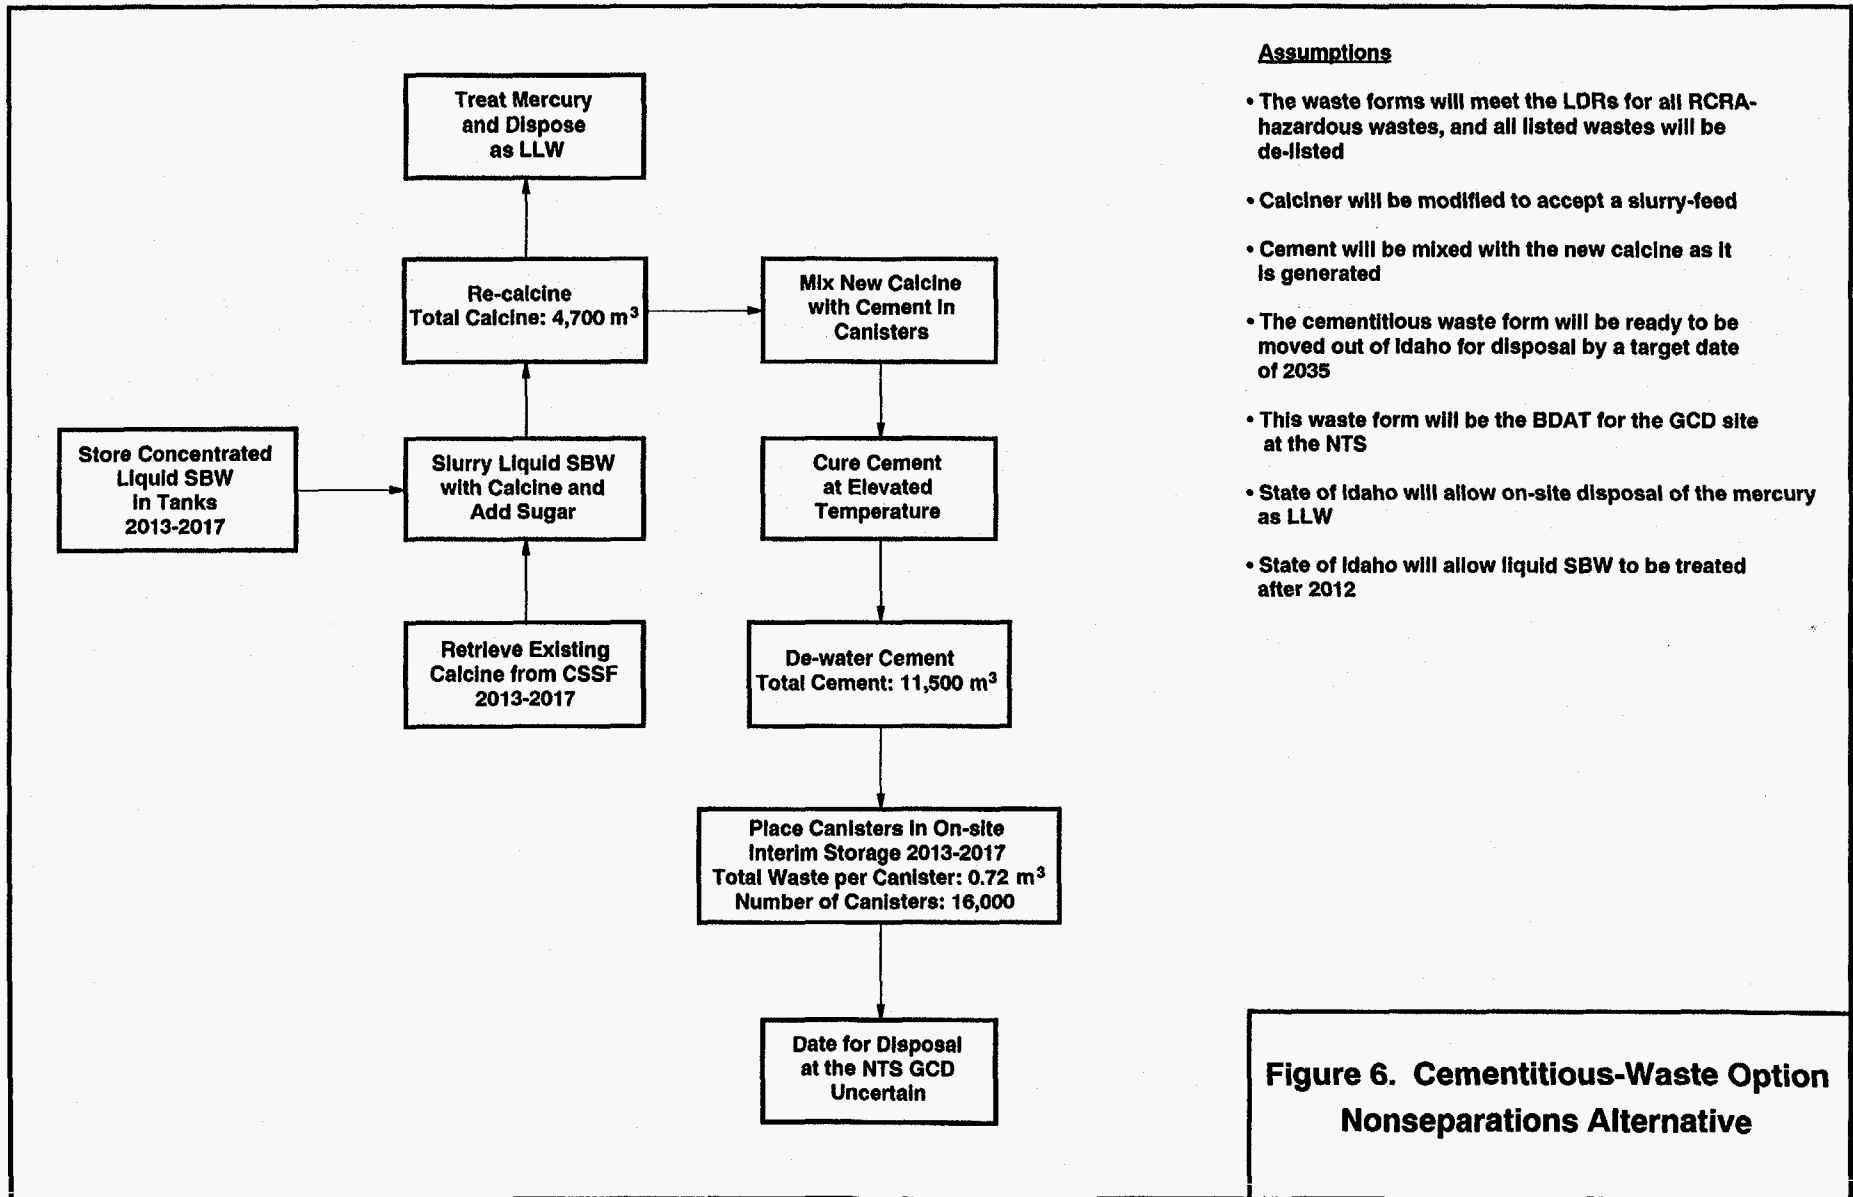 Treat Mercury
and Dispose
as LLW
Re-calcine
Total Calcine: 4,700 m³
Mix New Calcine
with Cement in
Canisters
Store Concentrated
Liquid SBW
in Tanks
2013-2017
Slurry Liquid SBW
with Calcine and
Add Sugar
Cure Cement
at Elevated
Temperature
Retrieve Existing
Calcine from CSSF
2013-2017
De-water Cement
Total Cement: 11,500 m³
Place Canisters in On-site
Interim Storage 2013-2017
Total Waste per Canister: 0.72 m³
Number of Canisters: 16,000
Date for Disposal
at the NTS GCD
Uncertain
Assumptions
• The waste forms will meet the LDRs for all RCRA-
hazardous wastes, and all listed wastes will be
de-listed
• Calciner will be modified to accept a slurry-feed
• Cement will be mixed with the new calcine as it
is generated
• The cementitious waste form will be ready to be
moved out of Idaho for disposal by a target date
of 2035
• This waste form will be the BDAT for the GCD site
at the NTS
• State of Idaho will allow on-site disposal of the mercury
as LLW
• State of Idaho will allow liquid SBW to be treated
after 2012
Figure 6. Cementitious-Waste Option
Nonseparations Alternative